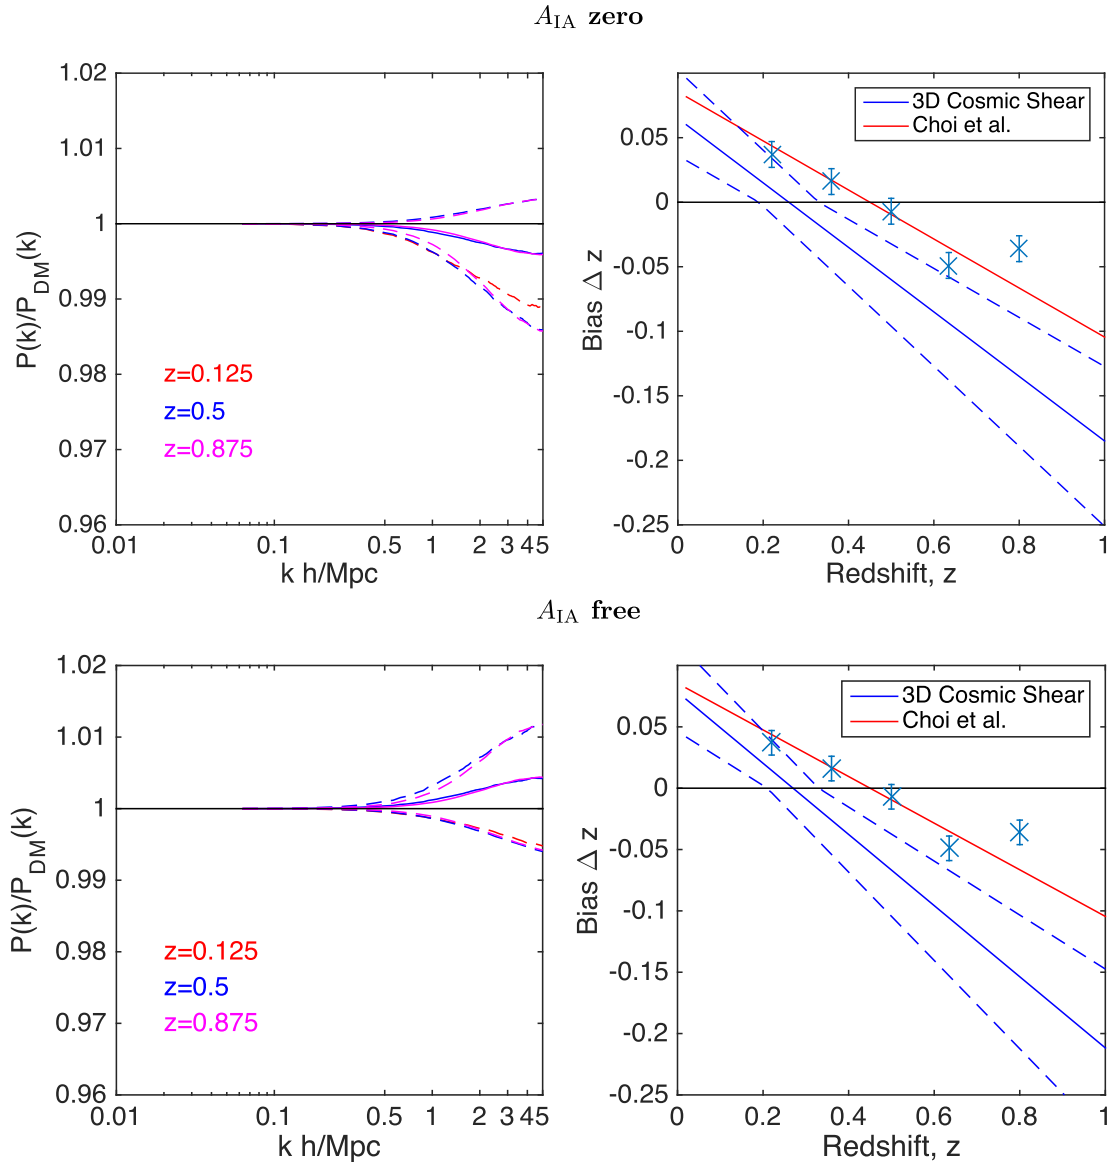 A_IA zero
1.02
1.01
1
0.99
0.98
0.97
0.96
P(k)/P_DM(k)
z=0.125
z=0.5
z=0.875
0.01 0.1 0.5 1 2 3 4 5
k h/Mpc
3D Cosmic Shear
Choi et al.
0.05
0
-0.05
-0.1
-0.15
-0.2
-0.25
Bias Δ z
0 0.2 0.4 0.6 0.8 1
Redshift, z
A_IA free
1.02
1.01
1
0.99
0.98
0.97
0.96
P(k)/P_DM(k)
z=0.125
z=0.5
z=0.875
0.01 0.1 0.5 1 2 3 4 5
k h/Mpc
3D Cosmic Shear
Choi et al.
0.05
0
-0.05
-0.1
-0.15
-0.2
-0.25
Bias Δ z
0 0.2 0.4 0.6 0.8 1
Redshift, z